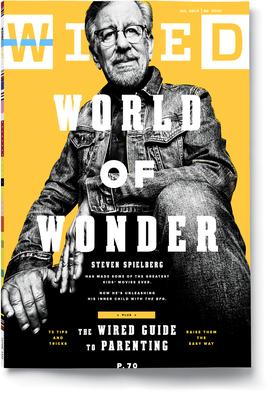 WIRED
WORLD
OF
WONDER
STEVEN SPIELBERG
HAS MADE SOME OF THE GREATEST
KIDS' MOVIES EVER.
NOW HE'S UNLEASHING
HIS INNER CHILD WITH THE BFG.
PLUS
THE WIRED GUIDE
TO PARENTING
73 TIPS
AND
TRICKS
RAISE THEM
THE
EASY WAY
P. 70